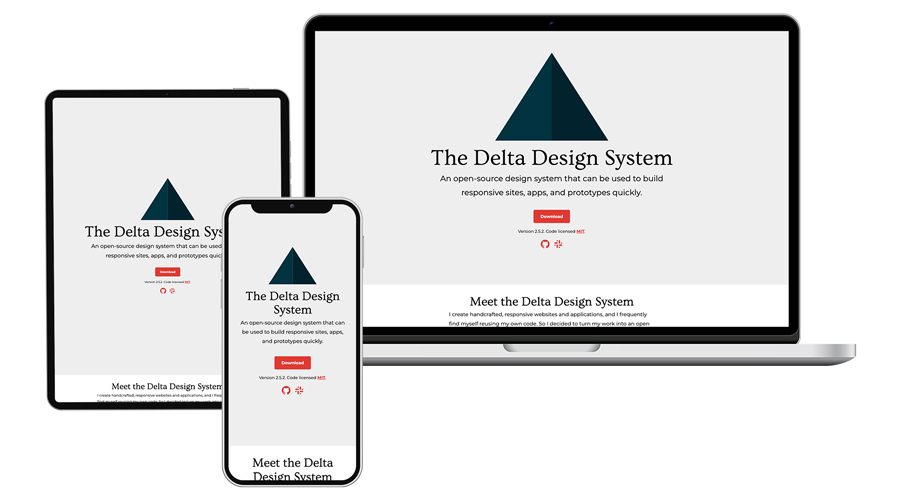 The Delta Design System
An open-source design system that can be used to build
responsive sites, apps, and prototypes quickly.
Download
Version 2.5.2. Code licensed MIT.
Meet the Delta Design System
I create handcrafted, responsive websites and applications, and I frequently
find myself reusing my own code. So I decided to turn my work into an open
The Delta Design Sys
An open-source design system that can be used
responsive sites, apps, and prototypes quick
Download
Version 2.5.2. Code licensed MIT
Meet the Delta Design System
I create handcrafted, responsive websites and applications, and I freq
The Delta Design
System
An open-source design system that can
be used to build responsive sites, apps,
and prototypes quickly.
Download
Version 2.5.2. Code licensed MIT.
Meet the Delta
Design System